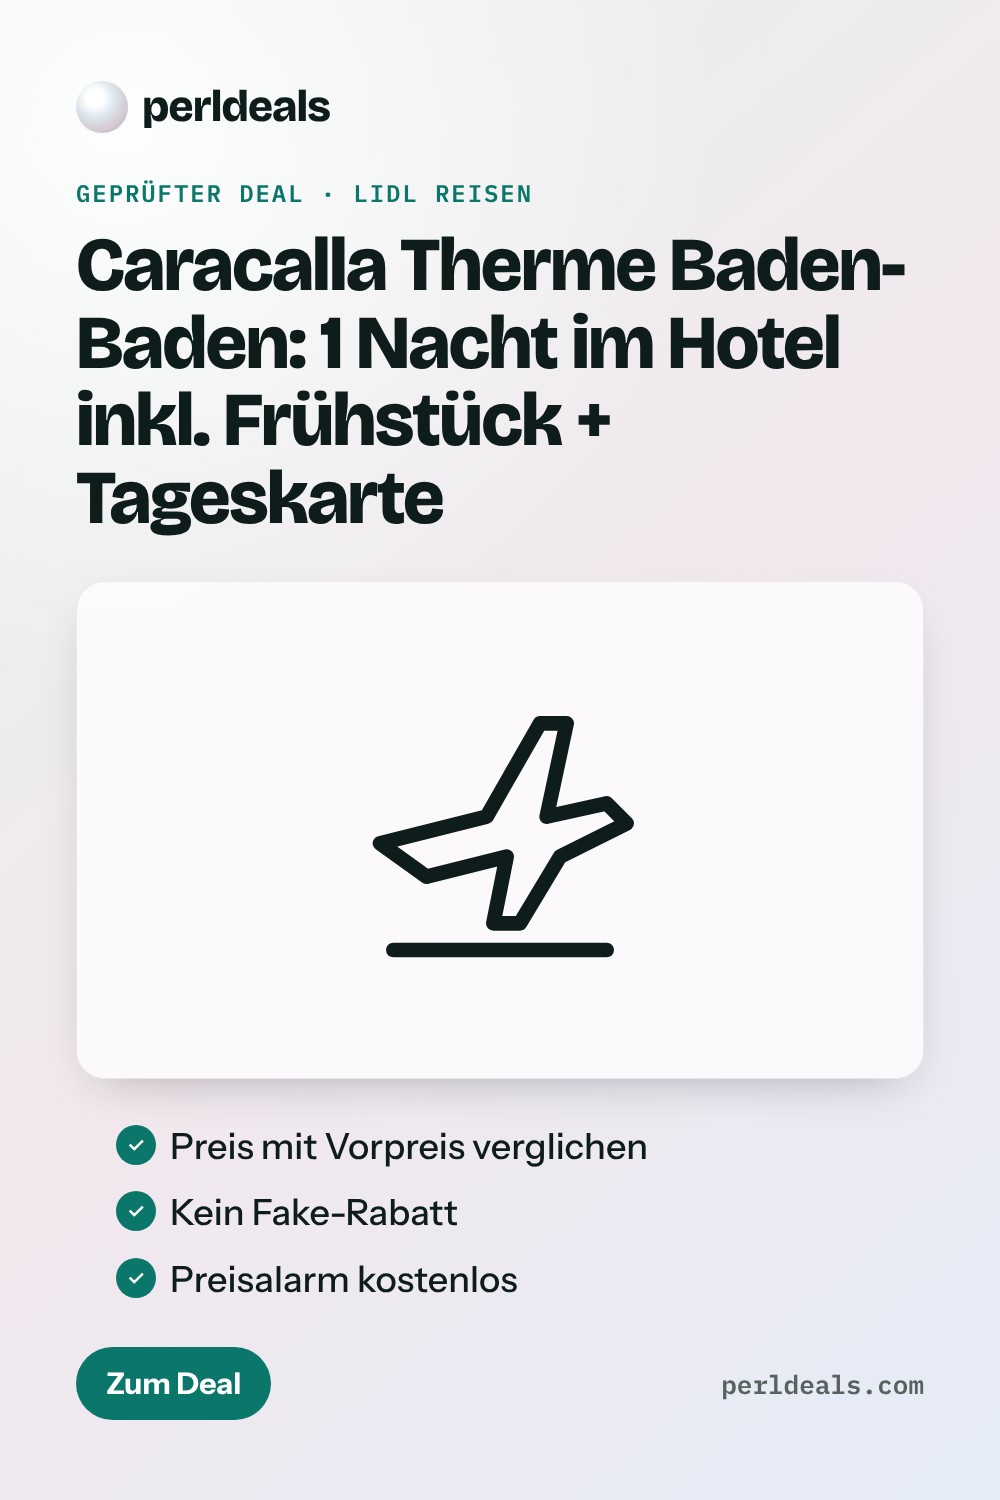 perldeals
GEPRÜFTER DEAL · LIDL REISEN
Caracalla Therme Baden-
Baden: 1 Nacht im Hotel
inkl. Frühstück +
Tageskarte
Preis mit Vorpreis verglichen
Kein Fake-Rabatt
Preisalarm kostenlos
Zum Deal
perldeals.com